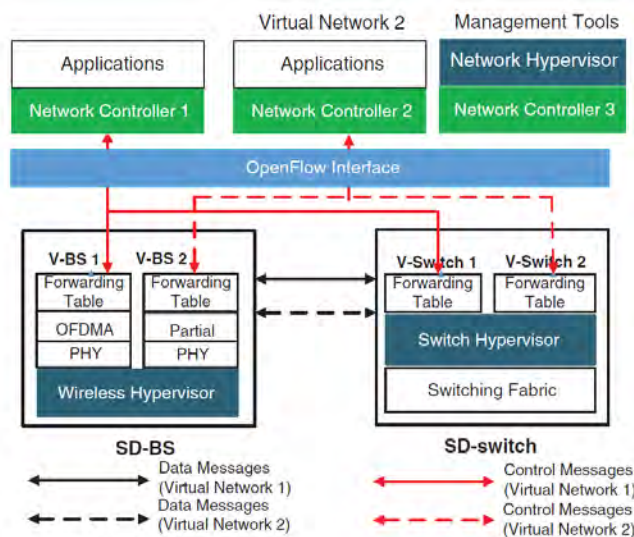 Virtual Network 2
Management Tools
Applications
Applications
Network Hypervisor
Network Controller 1
Network Controller 2
Network Controller 3
OpenFlow Interface
V-BS 1
V-BS 2
V-Switch 1
V-Switch 2
Forwarding
Table
Forwarding
Table
Forwarding
Table
Forwarding
Table
OFDMA
Partial
PHY
PHY
Switch Hypervisor
Wireless Hypervisor
Switching Fabric
SD-BS
SD-switch
Data Messages
(Virtual Network 1)
Data Messages
(Virtual Network 2)
Control Messages
(Virtual Network 1)
Control Messages
(Virtual Network 2)